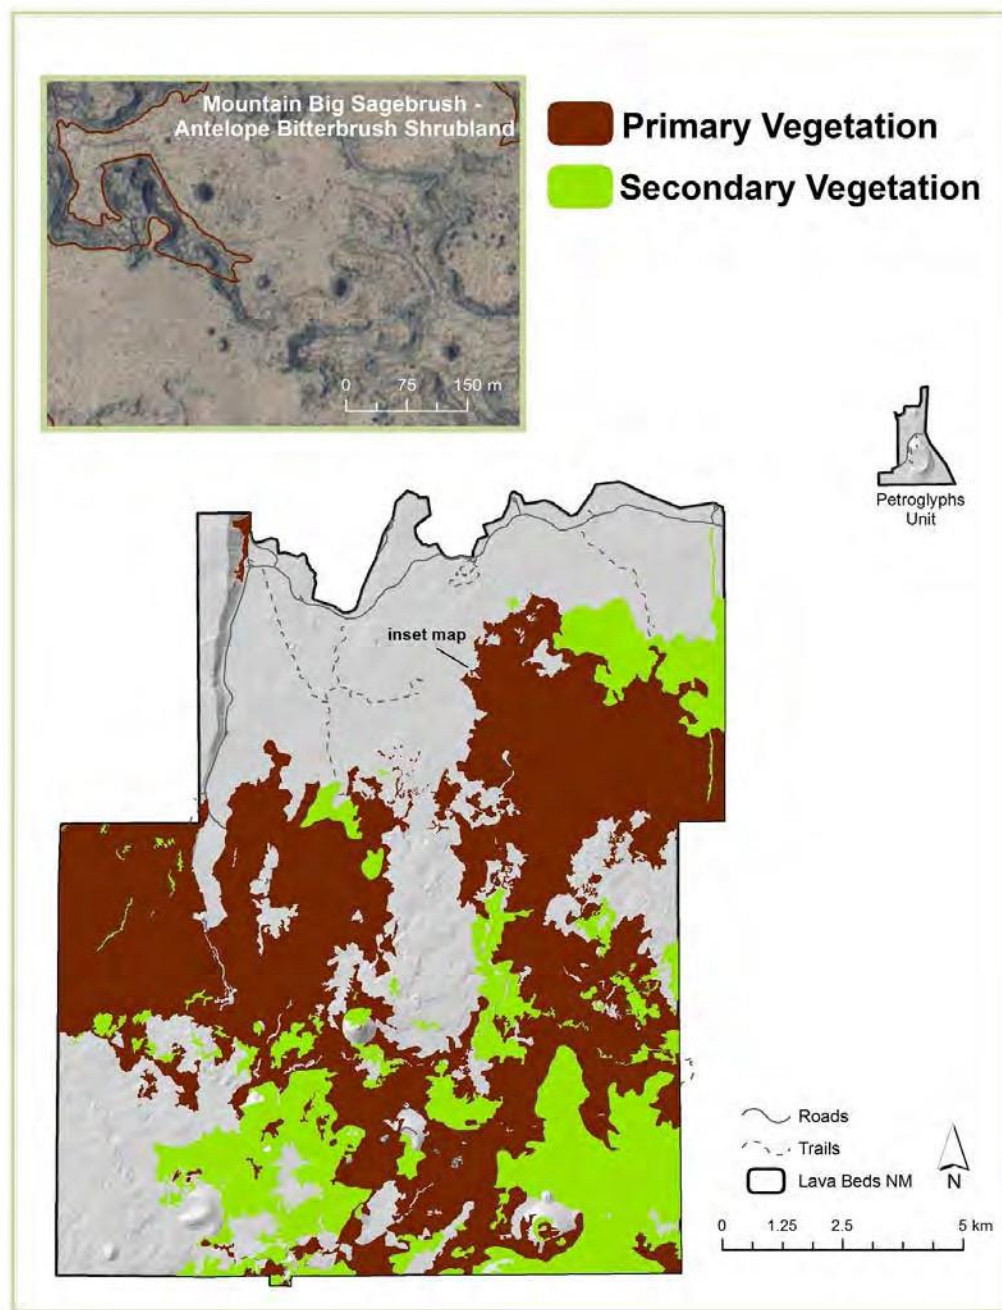 Mountain Big Sagebrush -
Antelope Bitterbrush Shrubland
0 75 150 m
Primary Vegetation
Secondary Vegetation
Petroglyphs
Unit
inset map
Roads
Trails
Lava Beds NM
N
0 1.25 2.5 5 km